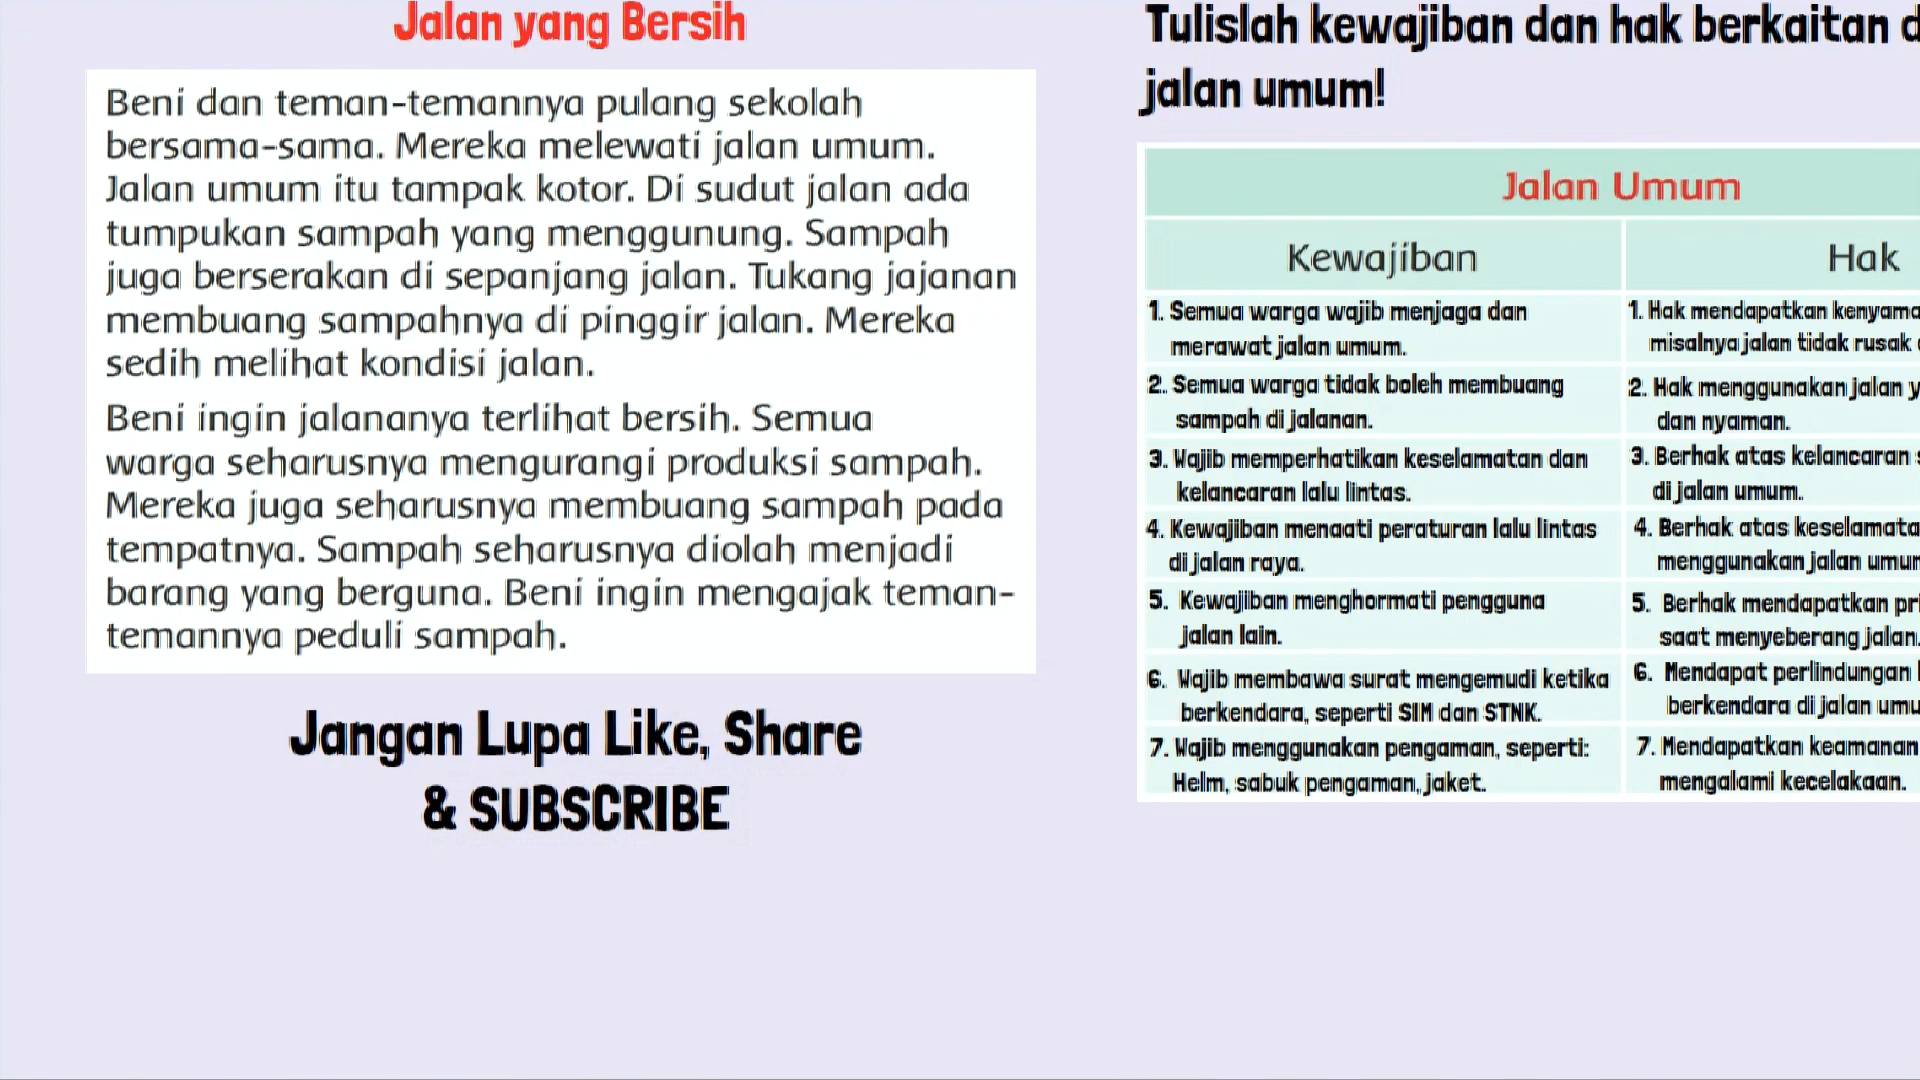 Jalan yang Bersih
Beni dan teman-temannya pulang sekolah
bersama-sama. Mereka melewati jalan umum.
Jalan umum itu tampak kotor. Di sudut jalan ada
tumpukan sampah yang menggunung. Sampah
juga berserakan di sepanjang jalan. Tukang jajanan
membuang sampahnya di pinggir jalan. Mereka
sedih melihat kondisi jalan.
Beni ingin jalananya terlihat bersih. Semua
warga seharusnya mengurangi produksi sampah.
Mereka juga seharusnya membuang sampah pada
tempatnya. Sampah seharusnya diolah menjadi
barang yang berguna. Beni ingin mengajak teman-
temannya peduli sampah.
Jangan Lupa Like, Share
& SUBSCRIBE
Tulislah kewajiban dan hak berkaitan
jalan umum!
Jalan Umum
Kewajiban
1. Semua warga wajib menjaga dan
merawat jalan umum.
2. Semua warga tidak boleh membuang
sampah di jalanan.
3. Wajib memperhatikan keselamatan dan
kelancaran lalu lintas.
4. Kewajiban menaati peraturan lalu lintas
di jalan raya.
5. Kewajiban menghormati pengguna
jalan lain.
6. Wajib membawa surat mengemudi ketika
berkendara, seperti SIM dan STNK.
7. Wajib menggunakan pengaman, seperti:
Helm, sabuk pengaman, jaket.
Hak
1. Hak mendapatkan
misalnya jalan tidak rusak
2. Hak menggunakan jalan
dan nyaman.
3. Berhak atas kelancaran
di jalan umum.
4. Berhak atas
menggunakan jalan
5. Berhak mendapatkan
saat menyeberang jalan.
6. Mendapat perlindungan
berkendara di jalan
7. Mendapatkan keamanan
mengalami kecelakaan.